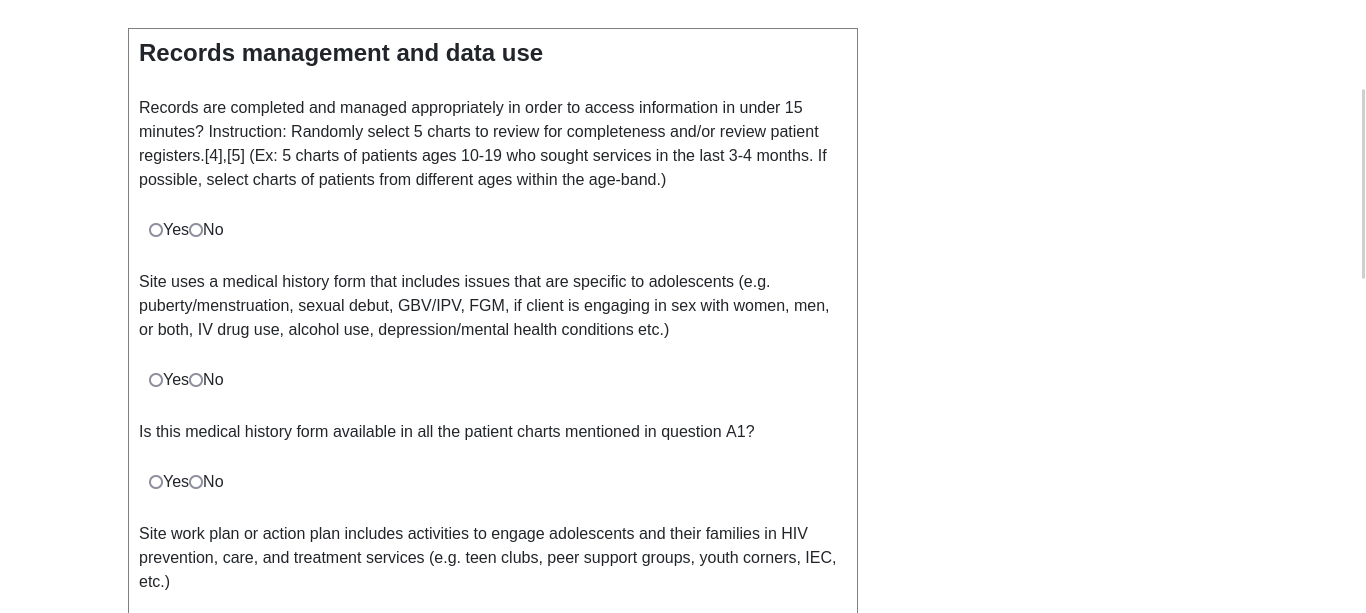 Records management and data use
Records are completed and managed appropriately in order to access information in under 15
minutes? Instruction: Randomly select 5 charts to review for completeness and/or review patient
registers.[4],[5] (Ex: 5 charts of patients ages 10-19 who sought services in the last 3-4 months. If
possible, select charts of patients from different ages within the age-band.)
Yes No
Site uses a medical history form that includes issues that are specific to adolescents (e.g.
puberty/menstruation, sexual debut, GBV/IPV, FGM, if client is engaging in sex with women, men,
or both, IV drug use, alcohol use, depression/mental health conditions etc.)
Yes No
Is this medical history form available in all the patient charts mentioned in question A1?
Yes No
Site work plan or action plan includes activities to engage adolescents and their families in HIV
prevention, care, and treatment services (e.g. teen clubs, peer support groups, youth corners, IEC,
etc.)